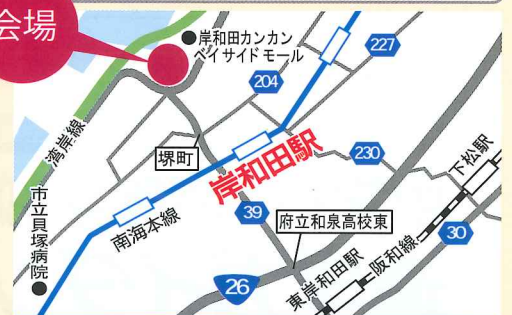 会場
岸和田カンカン
ベイサイドモール
227
204
湾岸線
堺町
岸和田駅
230
下松駅
市立貝塚病院
南海本線
39
府立和泉高校東
阪和線
30
東岸和田駅
26